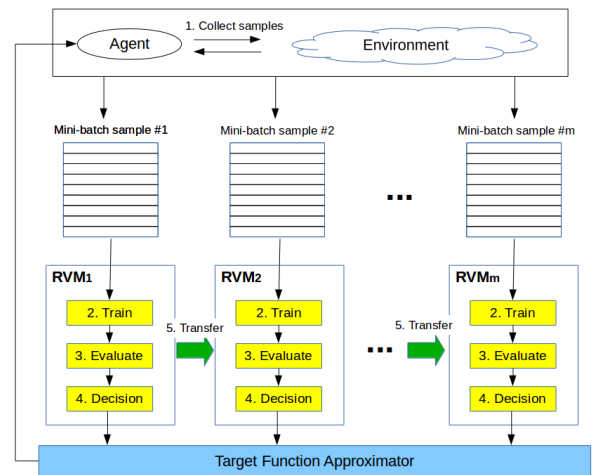 1. Collect samples
Agent
Environment
Mini-batch sample #1
Mini-batch sample #2
Mini-batch sample #m
...
RVM1
RVM2
RVMm
2. Train
2. Train
2. Train
5. Transfer
5. Transfer
3. Evaluate
3. Evaluate
...
3. Evaluate
4. Decision
4. Decision
4. Decision
Target Function Approximator